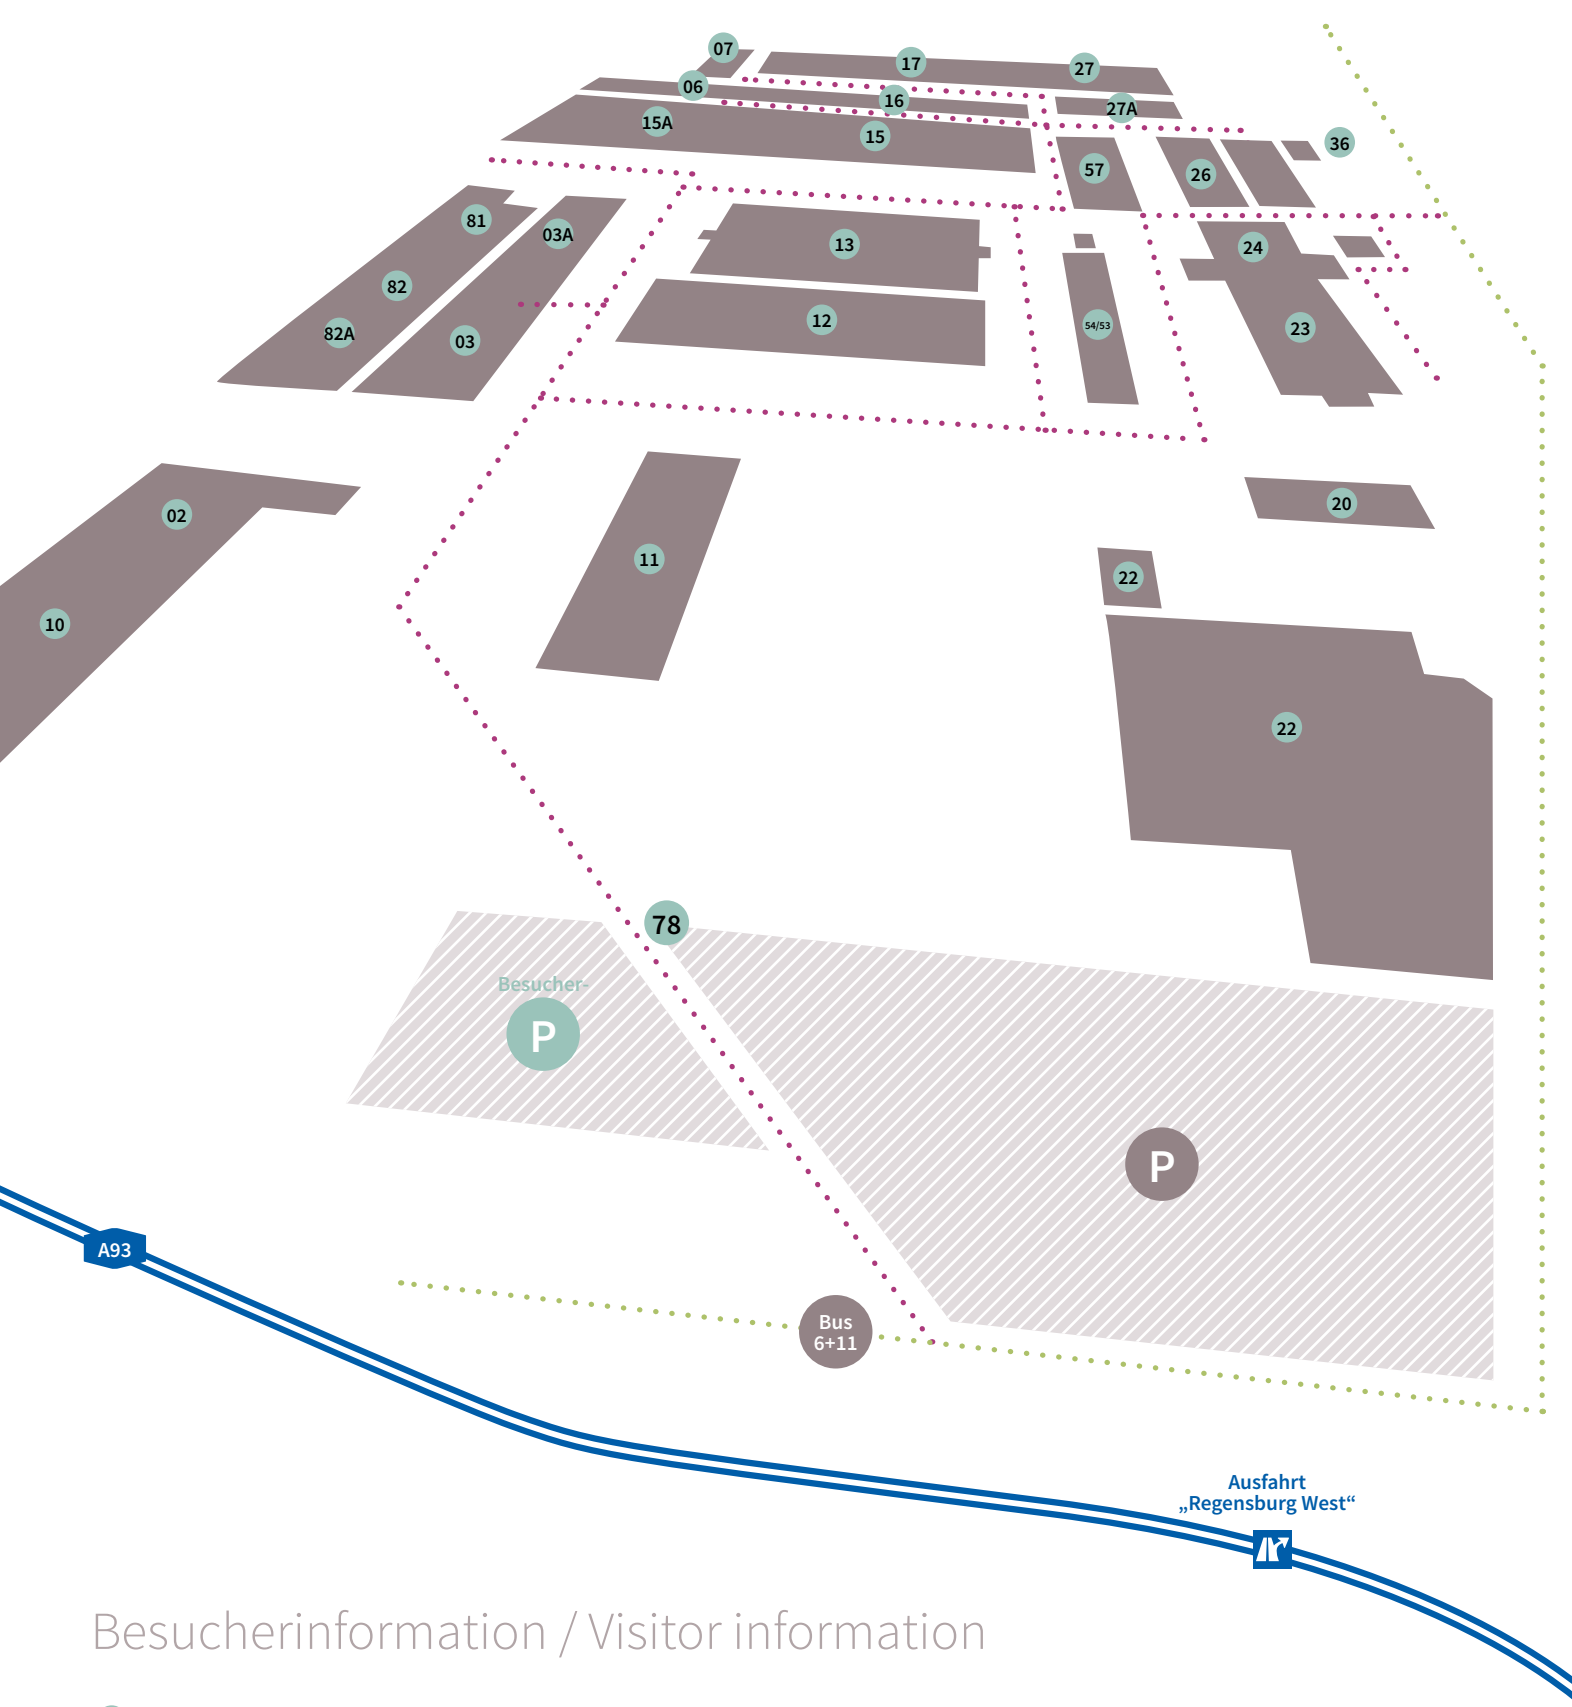 07
17
27
06
16
27A
15A
15
36
57
26
81
03A
13
24
82
12
54/53
23
82A
03
02
20
11
22
10
22
78
Besucher-
P
P
A93
Bus
6+11
Ausfahrt
„Regensburg West“
Besucherinformation / Visitor information